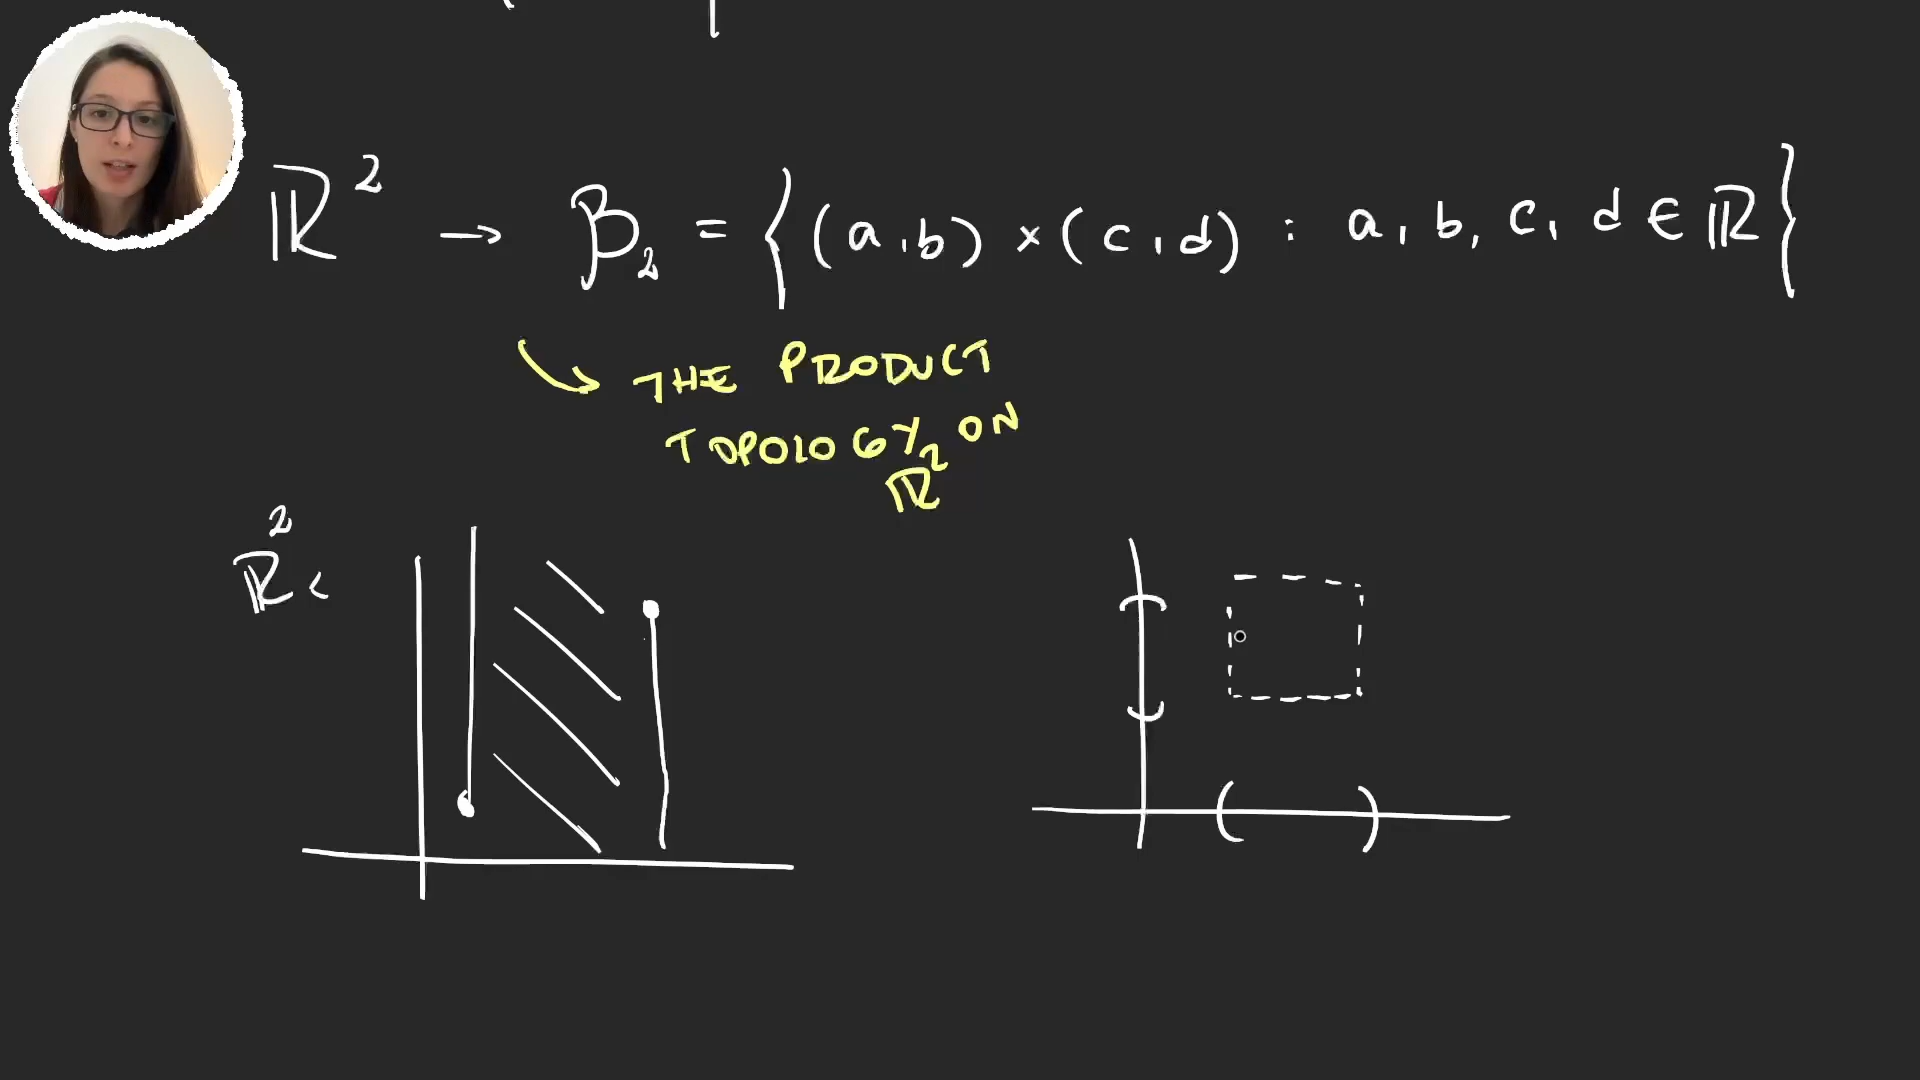 ℝ² → 𝓑₂ = { (a, b) × (c, d) : a, b, c, d ∈ ℝ }
THE PRODUCT
TOPOLOGY ON
ℝ²
ℝ²<